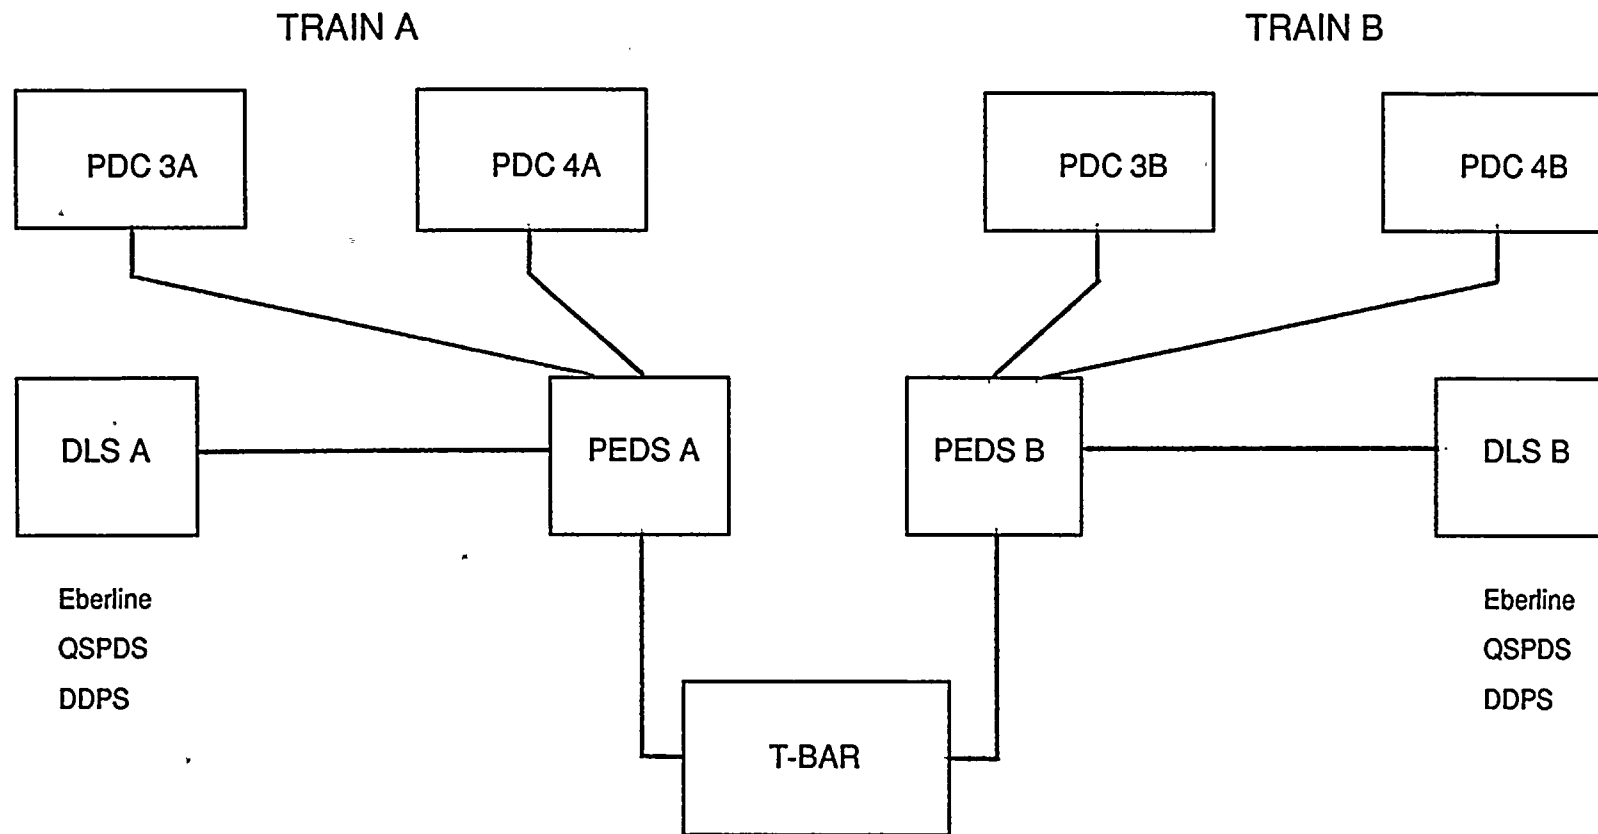 TRAIN A
TRAIN B
PDC 3A
PDC 4A
PDC 3B
PDC 4B
DLS A
PEDS A
PEDS B
DLS B
Eberline
QSPDS
DDPS
Eberline
QSPDS
DDPS
T-BAR